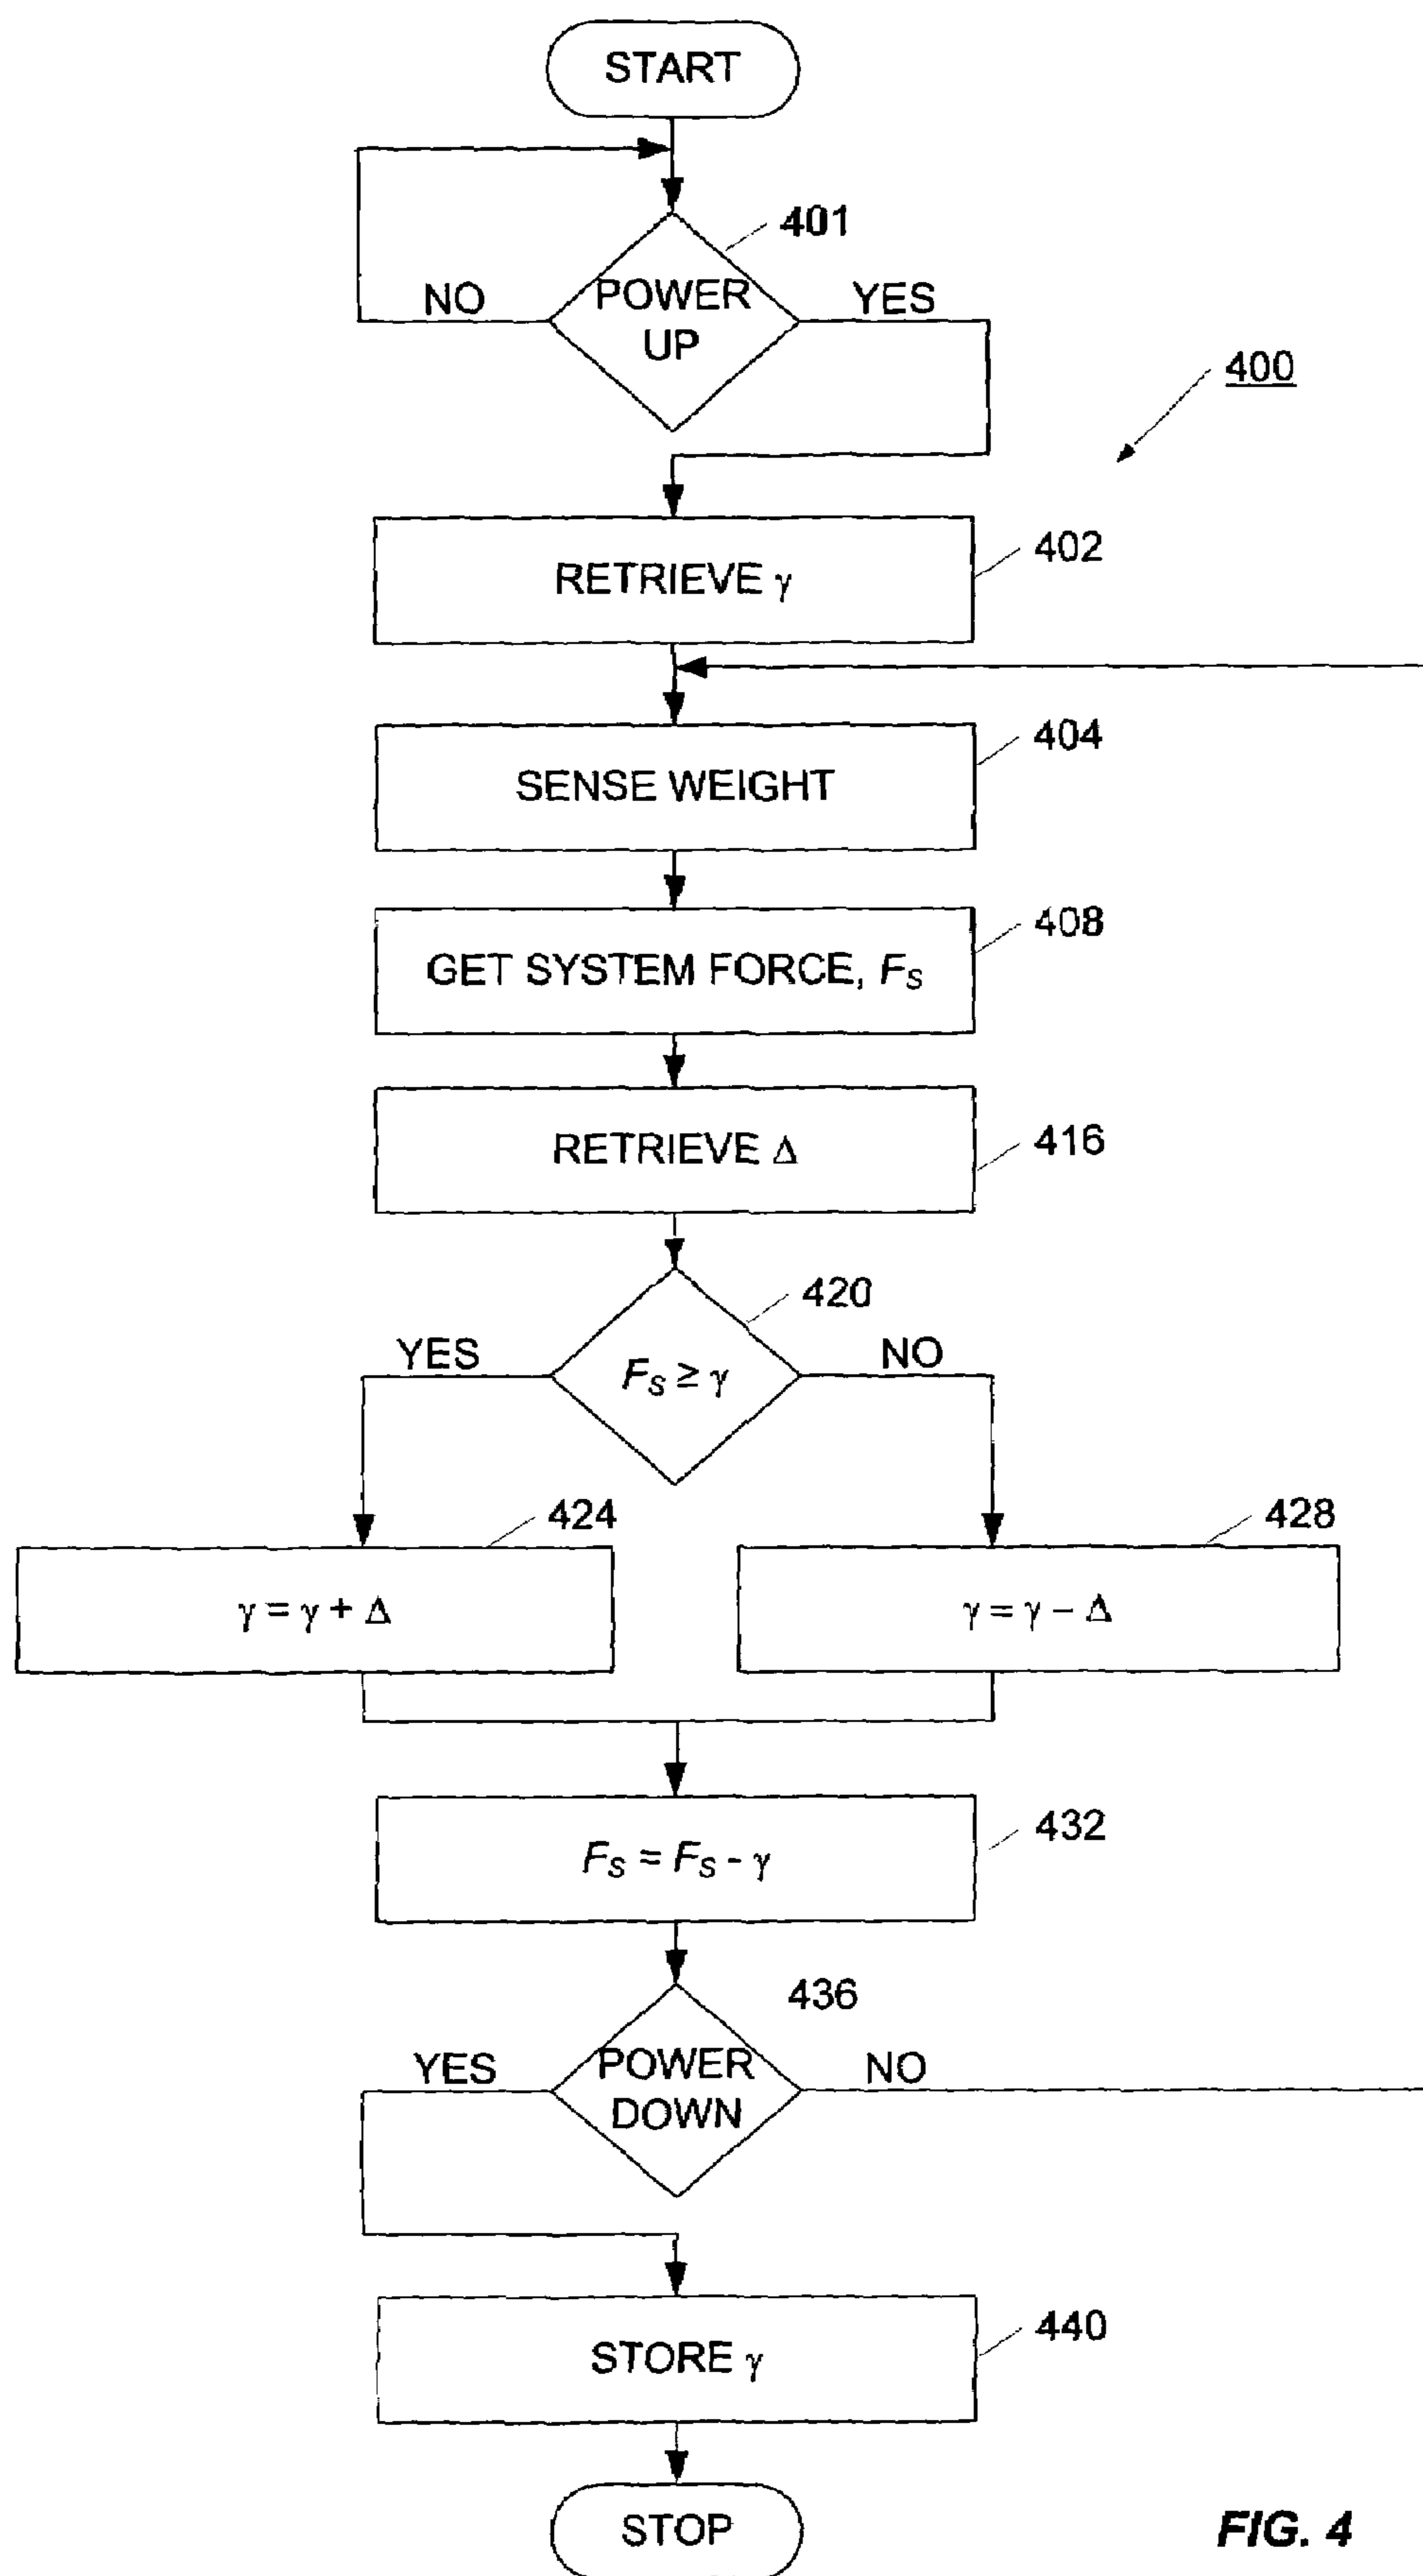 START
401
NO
POWER
UP
YES
400
RETRIEVE γ
402
SENSE WEIGHT
404
GET SYSTEM FORCE, FS
408
RETRIEVE Δ
416
420
YES
FS ≥ γ
NO
424
428
γ = γ + Δ
γ = γ – Δ
FS = FS - γ
432
436
YES
POWER
DOWN
NO
STORE γ
440
STOP
FIG. 4